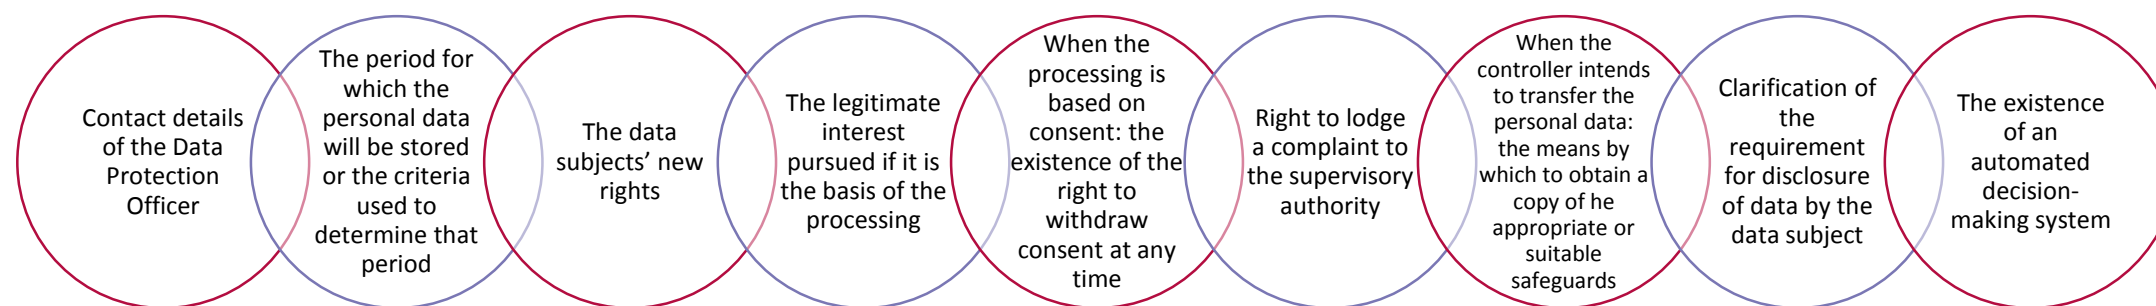 Contact details
of the Data
Protection
Officer
The period for
which the
personal data
will be stored
or the criteria
used to
determine that
period
The data
subjects’ new
rights
The legitimate
interest
pursued if it is
the basis of the
processing
When the
processing is
based on
consent: the
existence of the
right to
withdraw
consent at any
time
Right to lodge
a complaint to
the supervisory
authority
When the
controller intends
to transfer the
personal data:
the means by
which to obtain a
copy of he
appropriate or
suitable
safeguards
Clarification of
the
requirement
for disclosure
of data by the
data subject
The existence
of an
automated
decision-
making system